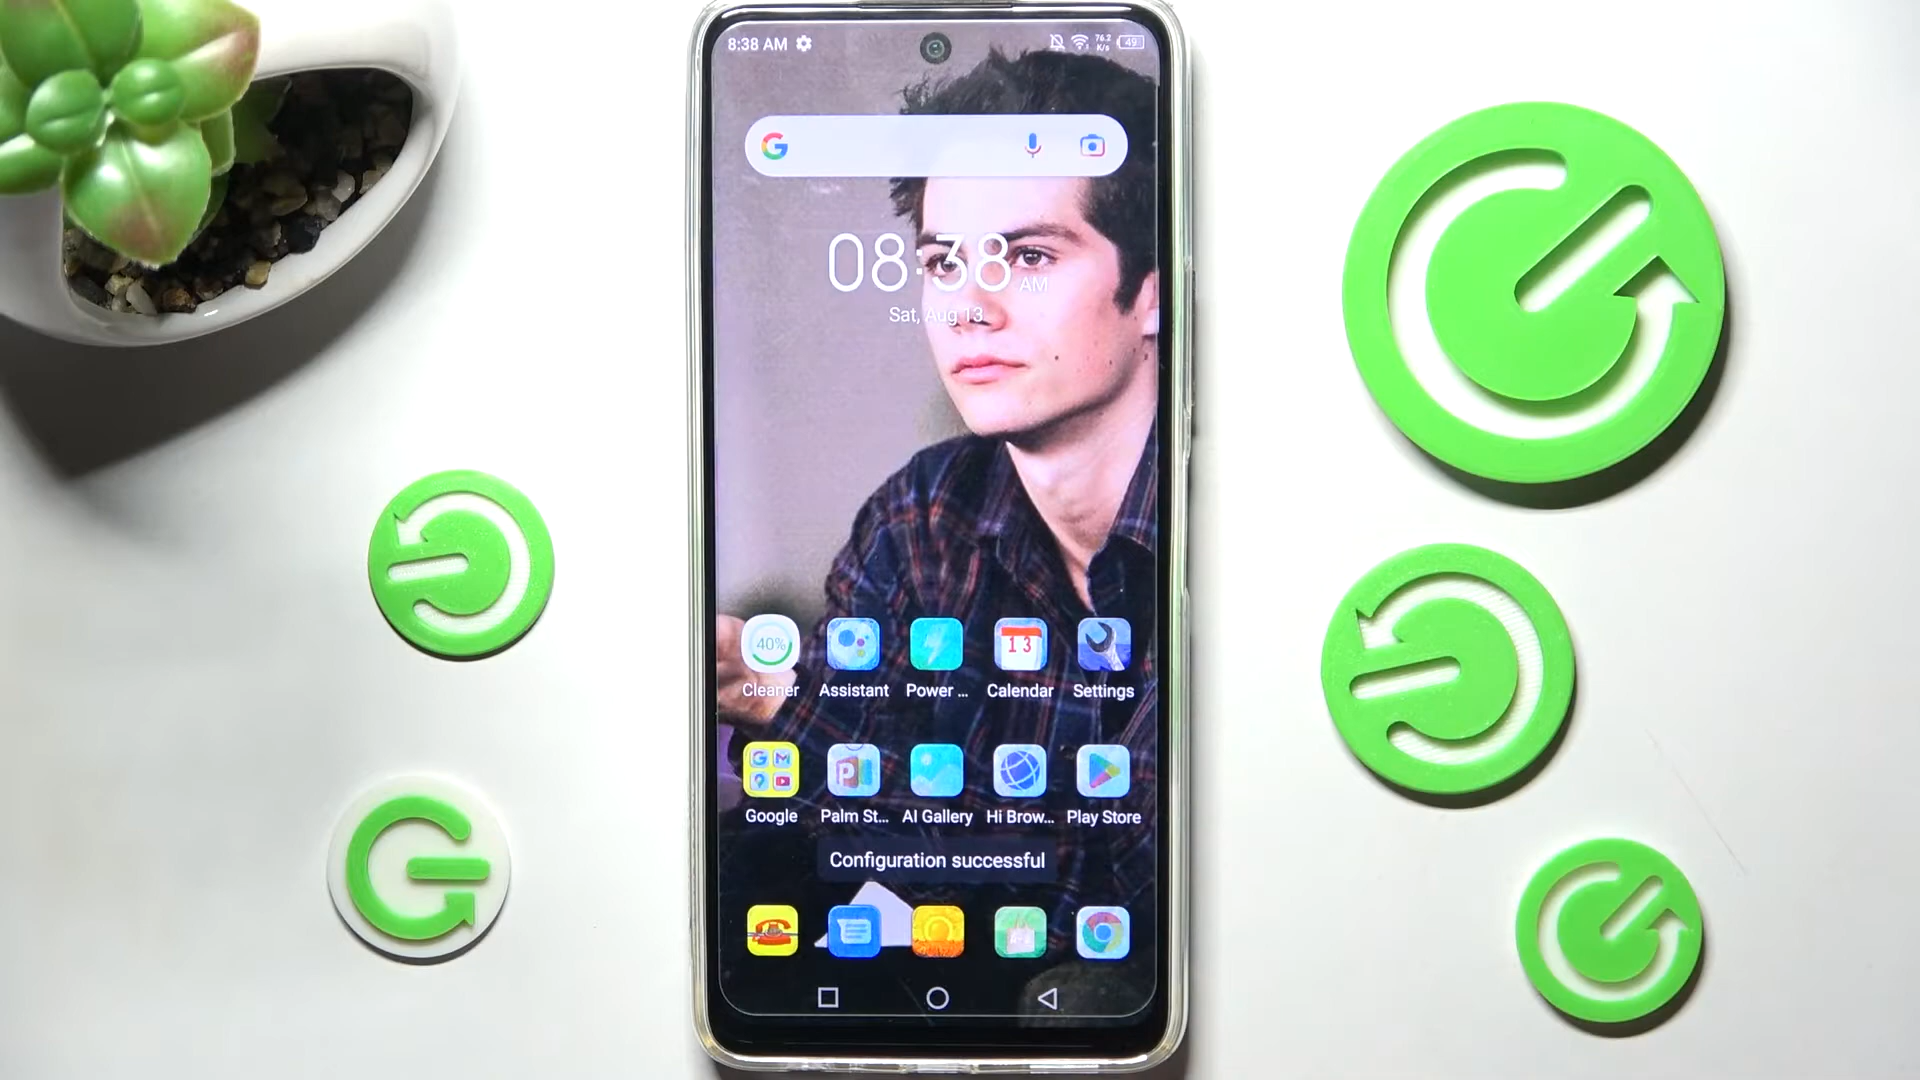 8:38 AM
76.2
K/s
49
08:38 AM
Sat, Aug 13
40%
13
Cleaner Assistant Power ... Calendar Settings
Google Palm St... AI Gallery Hi Brow... Play Store
Configuration successful
A-Z